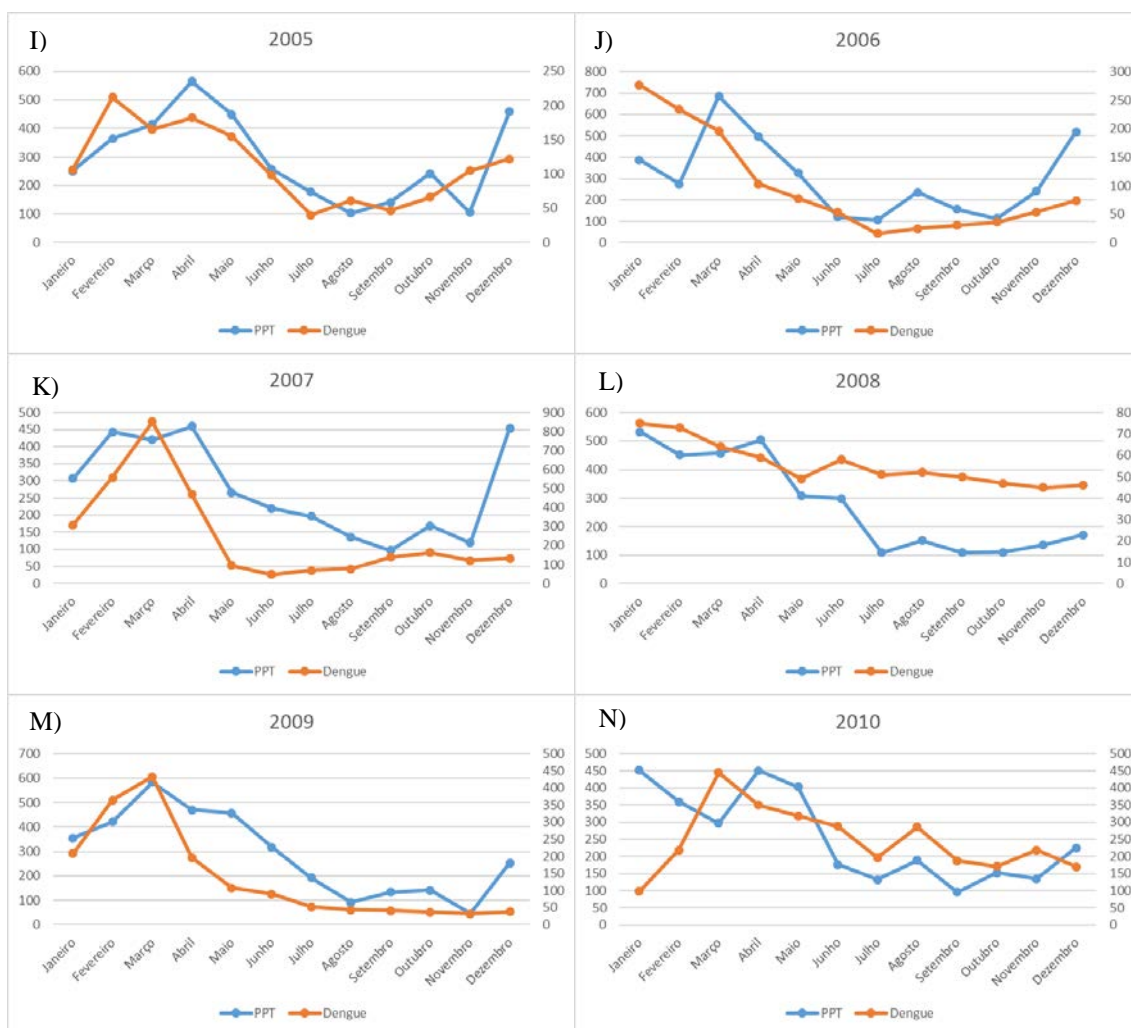 I)
2005
600
500
400
300
200
100
0
250
200
150
100
50
0
Janeiro
Fevereiro
Março
Abril
Maio
Junho
Julho
Agosto
Setembro
Outubro
Novembro
Dezembro
PPT Dengue
J)
2006
800
700
600
500
400
300
200
100
0
300
250
200
150
100
50
0
Janeiro
Fevereiro
Março
Abril
Maio
Junho
Julho
Agosto
Setembro
Outubro
Novembro
Dezembro
PPT Dengue
K)
2007
500
450
400
350
300
250
200
150
100
50
0
900
800
700
600
500
400
300
200
100
0
Janeiro
Fevereiro
Março
Abril
Maio
Junho
Julho
Agosto
Setembro
Outubro
Novembro
Dezembro
PPT Dengue
L)
2008
600
500
400
300
200
100
0
80
70
60
50
40
30
20
10
0
Janeiro
Fevereiro
Março
Abril
Maio
Junho
Julho
Agosto
Setembro
Outubro
Novembro
Dezembro
PPT Dengue
M)
2009
700
600
500
400
300
200
100
0
500
450
400
350
300
250
200
150
100
50
0
Janeiro
Fevereiro
Março
Abril
Maio
Junho
Julho
Agosto
Setembro
Outubro
Novembro
Dezembro
PPT Dengue
N)
2010
500
450
400
350
300
250
200
150
100
50
0
500
450
400
350
300
250
200
150
100
50
0
Janeiro
Fevereiro
Março
Abril
Maio
Junho
Julho
Agosto
Setembro
Outubro
Novembro
Dezembro
PPT Dengue